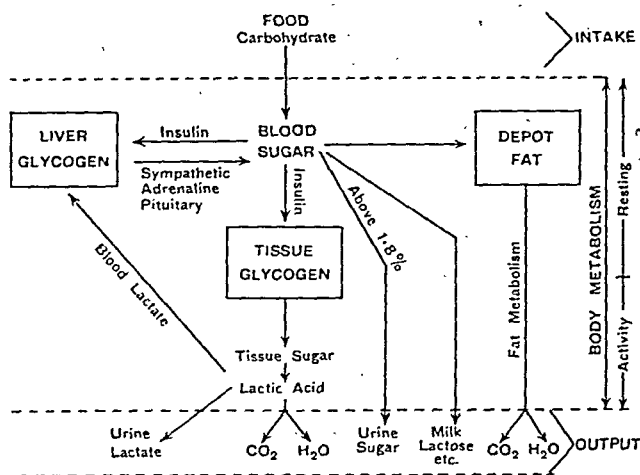 FOOD
Carbohydrate
INTAKE
LIVER
GLYCOGEN
Insulin
Sympathetic
Adrenaline
Pituitary
BLOOD
SUGAR
DEPOT
FAT
Insulin
Above 1·8%
TISSUE
GLYCOGEN
Blood Lactate
Fat Metabolism
BODY METABOLISM
Resting
Activity
Tissue Sugar
Lactic Acid
Urine
Lactate
CO2
H2O
Urine
Sugar
Milk
Lactose
etc.
CO2
H2O
OUTPUT